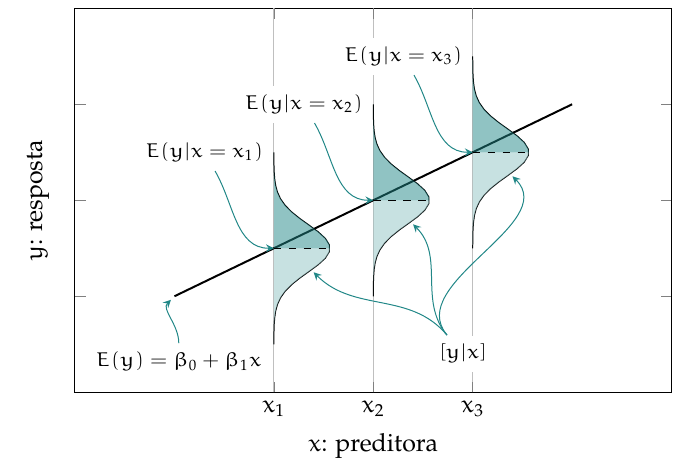 E(y|x = x₃)
E(y|x = x₂)
E(y|x = x₁)
y: resposta
[y|x]
E(y) = β₀ + β₁x
x₁ x₂ x₃
x: preditora